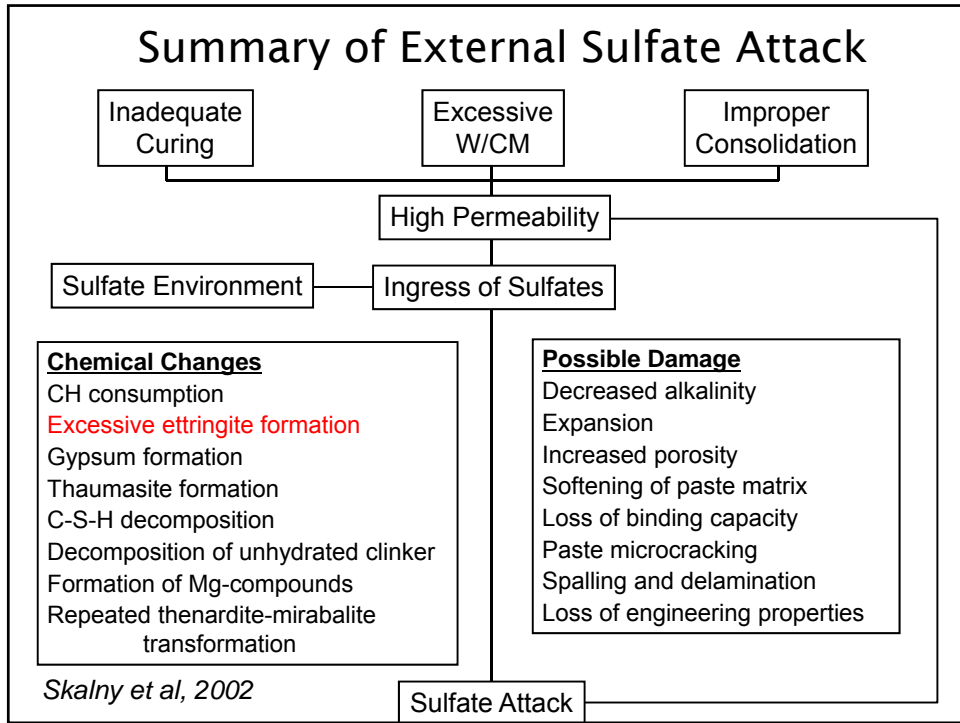 Summary of External Sulfate Attack
Inadequate
Curing
Excessive
W/CM
Improper
Consolidation
High Permeability
Sulfate Environment
Ingress of Sulfates
Chemical Changes
CH consumption
Excessive ettringite formation
Gypsum formation
Thaumasite formation
C-S-H decomposition
Decomposition of unhydrated clinker
Formation of Mg-compounds
Repeated thenardite-mirabalite
transformation
Possible Damage
Decreased alkalinity
Expansion
Increased porosity
Softening of paste matrix
Loss of binding capacity
Paste microcracking
Spalling and delamination
Loss of engineering properties
Skalny et al, 2002
Sulfate Attack